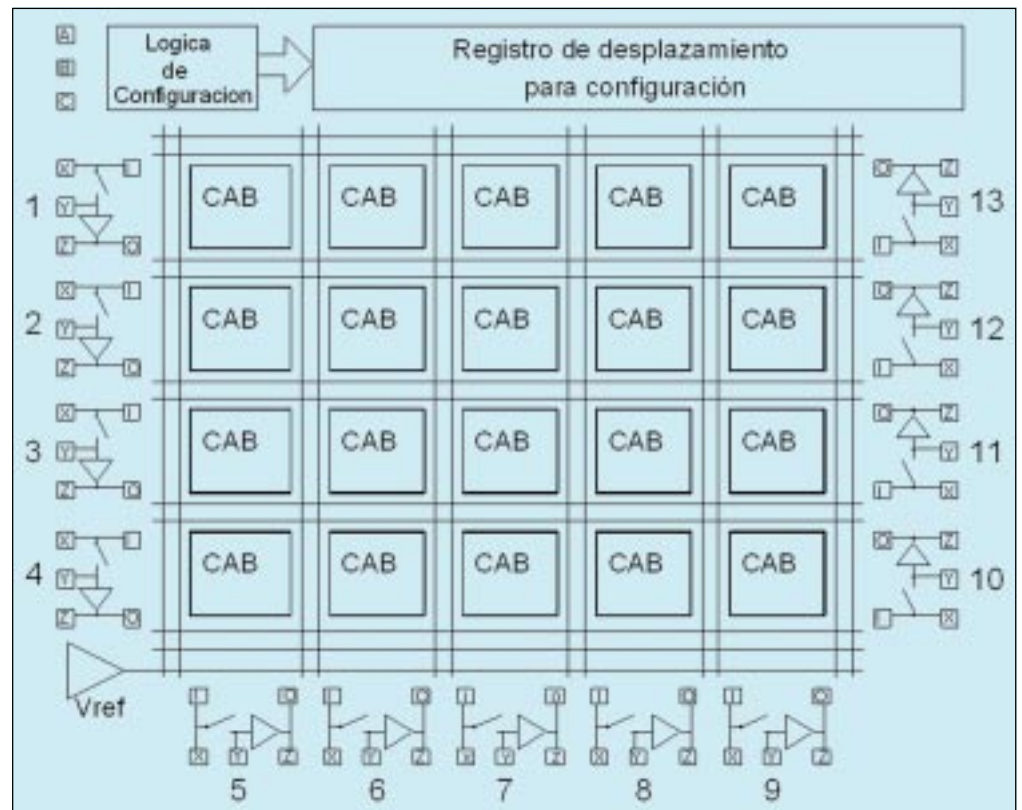 A
B
C
Logica
de
Configuracion
Registro de desplazamiento
para configuración
X I
1 Y
Z O
CAB CAB CAB CAB CAB
O Z
Y 13
I X
X I
2 Y
Z O
CAB CAB CAB CAB CAB
O Z
Y 12
I X
X I
3 Y
Z O
CAB CAB CAB CAB CAB
O Z
Y 11
I X
X I
4 Y
Z O
CAB CAB CAB CAB CAB
O Z
Y 10
I X
Vref
I O I O I O I O I O
X Y Z X Y Z X Y Z X Y Z X Y Z
5 6 7 8 9